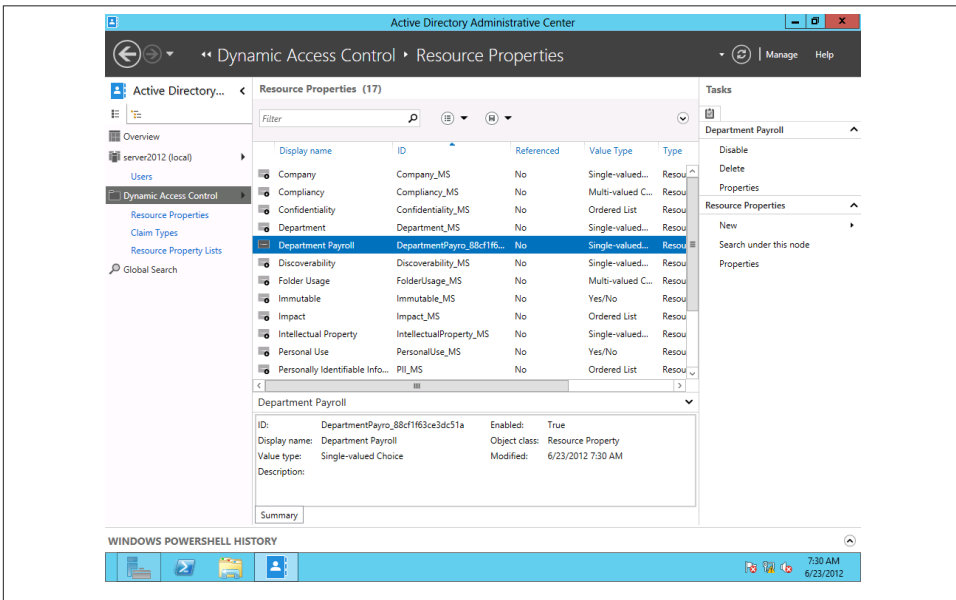 Active Directory Administrative Center
Dynamic Access Control Resource Properties
Manage Help
Active Directory...
Overview
server2012 (local)
Users
Dynamic Access Control
Resource Properties
Claim Types
Resource Property Lists
Global Search
Resource Properties (17)
Filter
Display name ID Referenced Value Type Type
Company Company_MS No Single-valued... Resou
Compliancy Compliancy_MS No Multi-valued C... Resou
Confidentiality Confidentiality_MS No Ordered List Resou
Department Department_MS No Single-valued... Resou
Department Payroll DepartmentPayro_88cf1f6... No Single-valued... Resou
Discoverability Discoverability_MS No Single-valued... Resou
Folder Usage FolderUsage_MS No Multi-valued C... Resou
Immutable Immutable_MS No Yes/No Resou
Impact Impact_MS No Ordered List Resou
Intellectual Property IntellectualProperty_MS No Single-valued... Resou
Personal Use PersonalUse_MS No Yes/No Resou
Personally Identifiable Info... PII_MS No Ordered List Resou
Department Payroll
ID: DepartmentPayro_88cf1f63ce3dc51a Enabled: True
Display name: Department Payroll Object class: Resource Property
Value type: Single-valued Choice Modified: 6/23/2012 7:30 AM
Description:
Summary
Tasks
Department Payroll
Disable
Delete
Properties
Resource Properties
New
Search under this node
Properties
WINDOWS POWERSHELL HISTORY
7:30 AM
6/23/2012